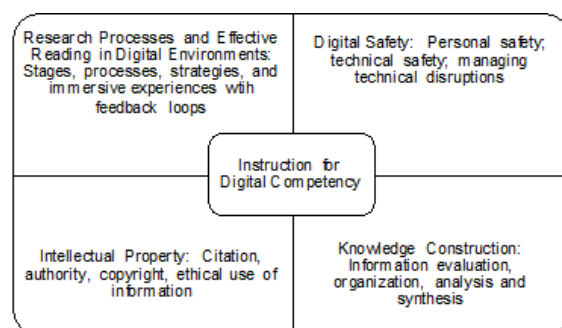 Research Processes and Effective
Reading in Digital Environments:
Stages, processes, strategies, and
immersive experiences wtih
feedback loops
Digital Safety: Personal safety;
technical safety; managing
technical disruptions
Instruction for
Digital Competency
Intellectual Property: Citation,
authority, copyright, ethical use of
information
Knowledge Construction:
Information evaluation,
organization, analysis and
synthesis